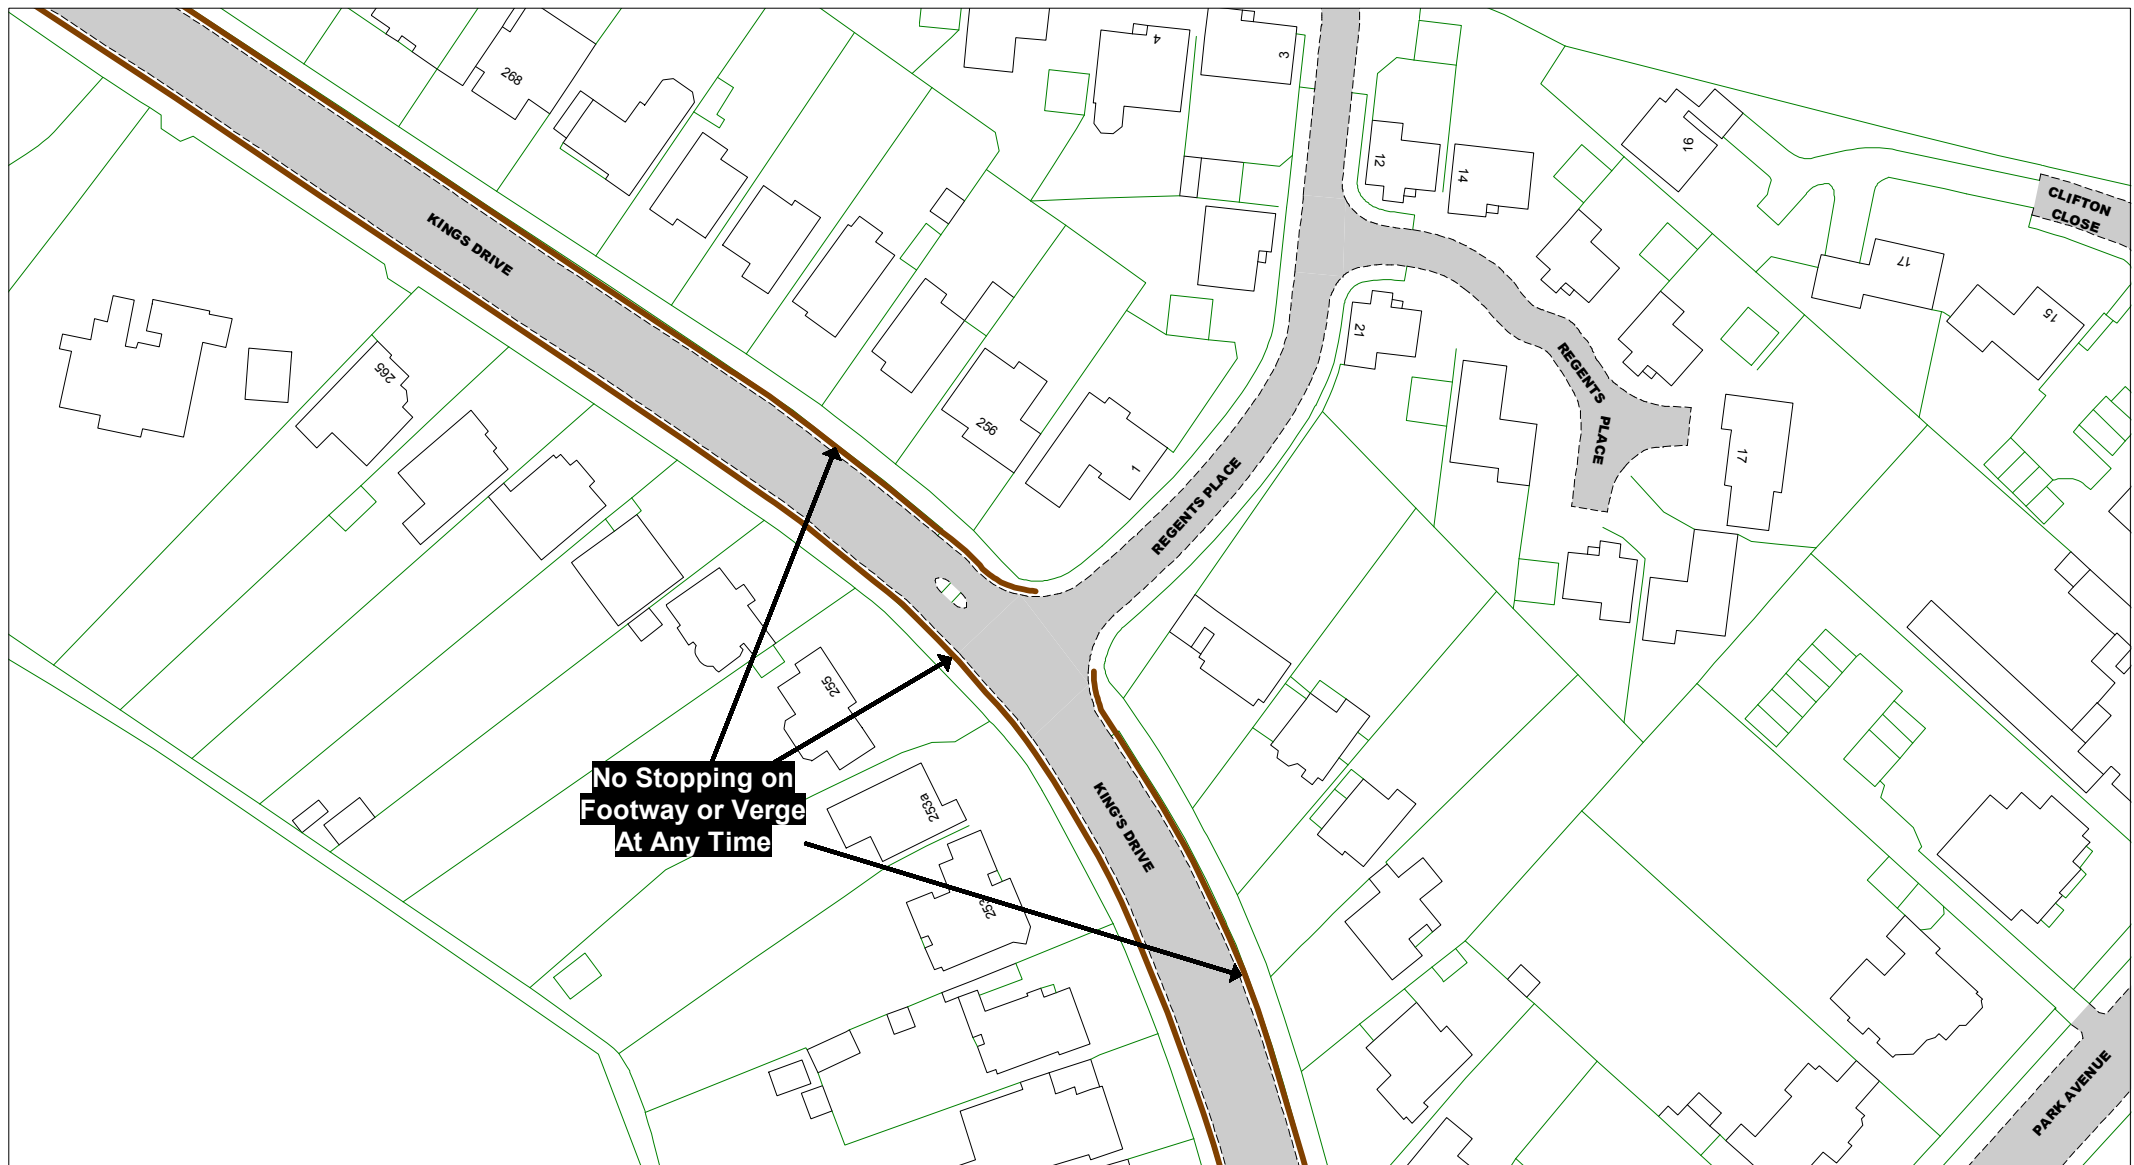 268
4
3
12
14
16
CLIFTON
CLOSE
KINGS DRIVE
17
15
21
265
REGENTS PLACE
256
1
17
REGENTS PLACE
255
No Stopping on
Footway or Verge
At Any Time
253a
KING'S DRIVE
253
PARK AVENUE